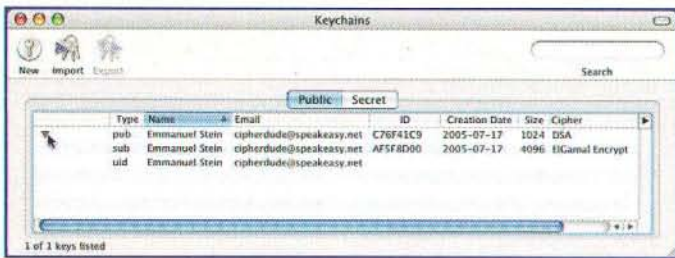 Keychains
New Import Export
Search
Public Secret
Type Name Email ID Creation Date Size Cipher
pub Emmanuel Stein cipherdude@speakeasy.net C76F41C9 2005-07-17 1024 DSA
sub Emmanuel Stein cipherdude@speakeasy.net AF5F8D00 2005-07-17 4096 ElGamal Encrypt
uid Emmanuel Stein cipherdude@speakeasy.net
1 of 1 keys listed